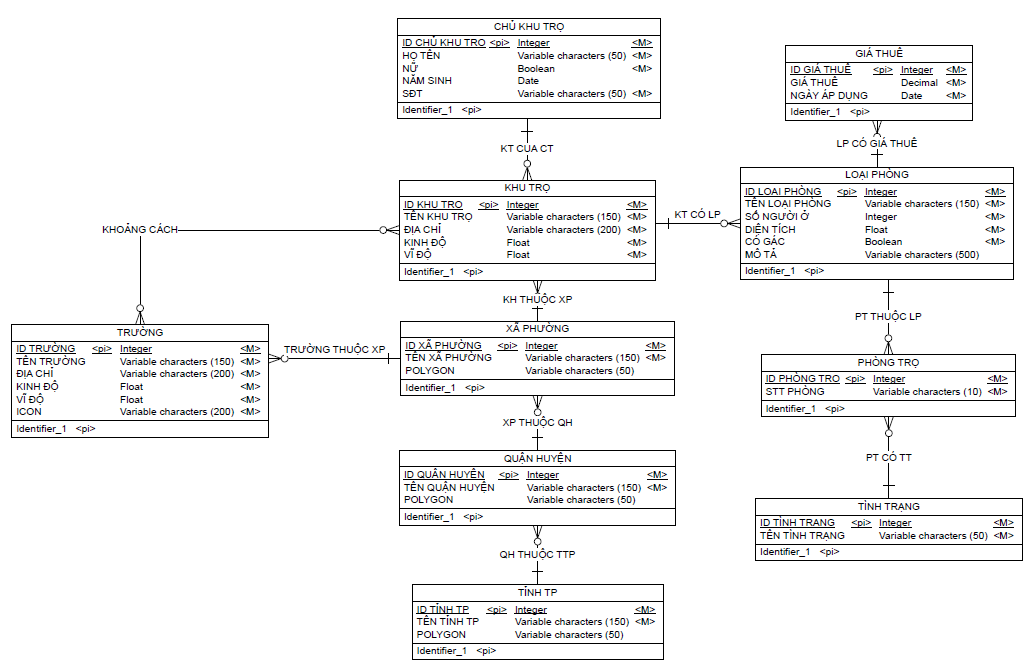 CHỦ KHU TRỌ
ID CHỦ KHU TRO <pi> Integer <M>
HỌ TÊN Variable characters (50) <M>
NỮ Boolean <M>
NĂM SINH Date
SĐT Variable characters (50) <M>
Identifier_1 <pi>
GIÁ THUÊ
ID GIÁ THUÊ <pi> Integer <M>
GIÁ THUÊ Decimal <M>
NGÀY ÁP DỤNG Date <M>
Identifier_1 <pi>
KT CUA CT
LP CÓ GIÁ THUÊ
KHU TRỌ
ID KHU TRO <pi> Integer <M>
TÊN KHU TRỌ Variable characters (150) <M>
ĐỊA CHỈ Variable characters (200) <M>
KINH ĐỘ Float <M>
VĨ ĐỘ Float <M>
Identifier_1 <pi>
KT CÓ LP
LOẠI PHÒNG
ID LOẠI PHÒNG <pi> Integer <M>
TÊN LOẠI PHÒNG Variable characters (150) <M>
SỐ NGƯỜI Ở Integer <M>
DIỆN TÍCH Float <M>
CÓ GÁC Boolean <M>
MÔ TẢ Variable characters (500)
Identifier_1 <pi>
KHOẢNG CÁCH
KH THUỘC XP
PT THUỘC LP
TRƯỜNG
ID TRƯỜNG <pi> Integer <M>
TÊN TRƯỜNG Variable characters (150) <M>
ĐỊA CHỈ Variable characters (200) <M>
KINH ĐỘ Float <M>
VĨ ĐỘ Float <M>
ICON Variable characters (200) <M>
Identifier_1 <pi>
TRƯỜNG THUỘC XP
XÃ PHƯỜNG
ID XÃ PHƯỜNG <pi> Integer <M>
TÊN XÃ PHƯỜNG Variable characters (150) <M>
POLYGON Variable characters (50)
Identifier_1 <pi>
PHÒNG TRỌ
ID PHÒNG TRO <pi> Integer <M>
STT PHÒNG Variable characters (10) <M>
Identifier_1 <pi>
XP THUỘC QH
PT CÓ TT
QUẬN HUYỆN
ID QUẬN HUYỆN <pi> Integer <M>
TÊN QUẬN HUYỆN Variable characters (150) <M>
POLYGON Variable characters (50)
Identifier_1 <pi>
TÌNH TRẠNG
ID TÌNH TRANG <pi> Integer <M>
TÊN TÌNH TRẠNG Variable characters (50) <M>
Identifier_1 <pi>
QH THUỘC TTP
TỈNH TP
ID TỈNH TP <pi> Integer <M>
TÊN TỈNH TP Variable characters (150) <M>
POLYGON Variable characters (50)
Identifier_1 <pi>